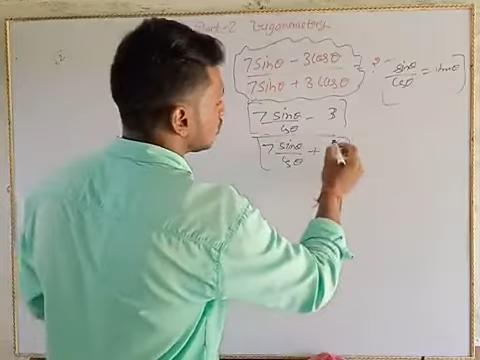 Trigonometry
7sinθ - 3cosθ
7sinθ + 3cosθ
?
sinθ
cosθ
= tanθ
7 sinθ
cosθ
- 3
7 sinθ
cosθ
+